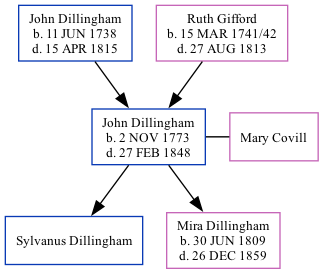 John Dillingham
b. 11 JUN 1738
d. 15 APR 1815
Ruth Gifford
b. 15 MAR 1741/42
d. 27 AUG 1813
John Dillingham
b. 2 NOV 1773
d. 27 FEB 1848
Mary Covill
Sylvanus Dillingham
Mira Dillingham
b. 30 JUN 1809
d. 26 DEC 1859